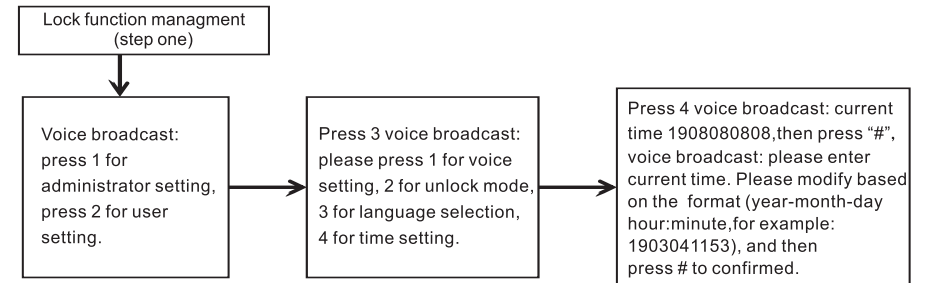 Lock function managment
(step one)
Voice broadcast:
press 1 for
administrator setting,
press 2 for user
setting.
Press 3 voice broadcast:
please press 1 for voice
setting, 2 for unlock mode,
3 for language selection,
4 for time setting.
Press 4 voice broadcast: current
time 1908080808,then press “#”,
voice broadcast: please enter
current time. Please modify based
on the format (year-month-day
hour:minute,for example:
1903041153), and then
press # to confirmed.